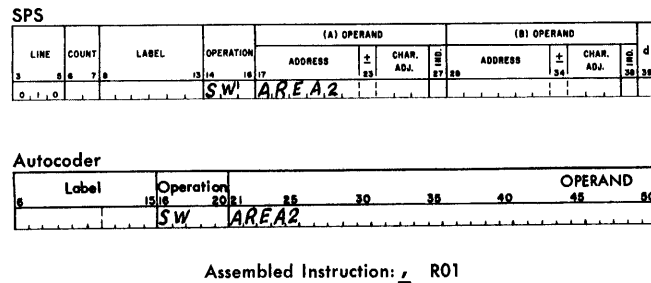 SPS
(A) OPERAND (B) OPERAND
LINE COUNT LABEL OPERATION ADDRESS ± CHAR. ADJ. IND. ADDRESS ± CHAR. ADJ. IND. d
3 5 6 7 8 13 14 16 17 23 27 28 34 38 39
0 1 0 SW AREA2
Autocoder
Label Operation OPERAND
6 15 16 20 21 25 30 35 40 45 50
SW AREA2
Assembled Instruction: , R01